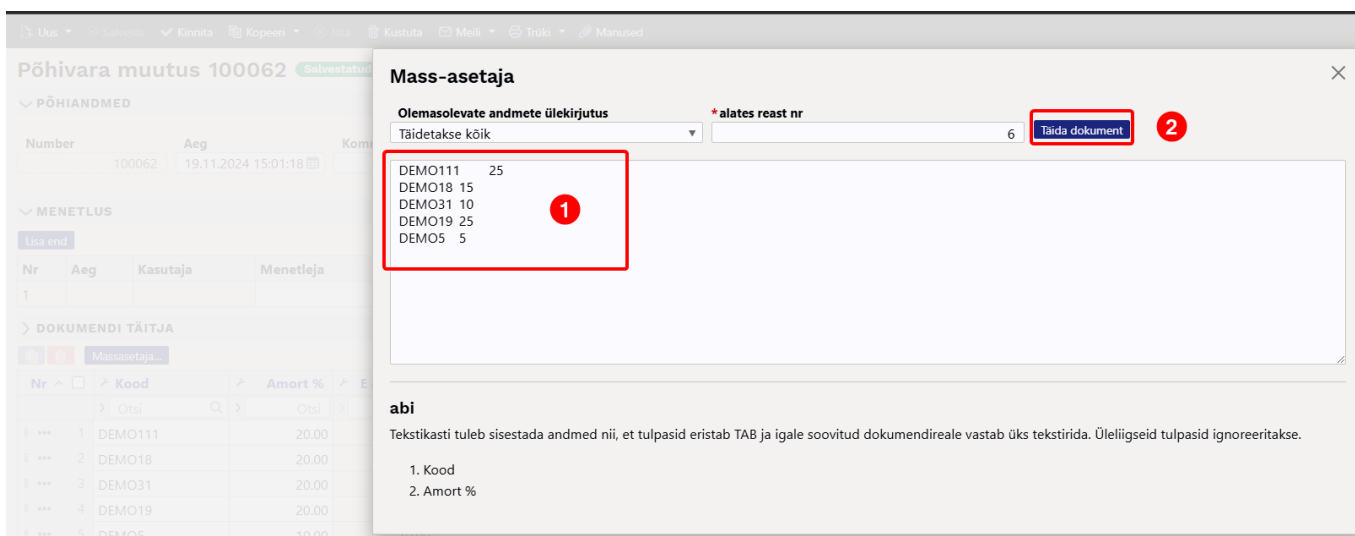 Uus Salvesta Kinnita Kopeeri Jäta Kustuta Meili Trüki Manused
Põhivara muutus 100062 Salvestatud
PÕHIANDMED
Number Aeg
100062 19.11.2024 15:01:18
MENETLUS
Lisa end
Nr Aeg Kasutaja Menetleja
1
DOKUMENDI TÄITJA
Massasetaja...
Nr Kood Amort % E
Otsi Otsi
1 DEMO111 20.00
2 DEMO18 20.00
3 DEMO31 20.00
4 DEMO19 20.00
5 DEMO5 10.00
Mass-asetaja
Olemasolevate andmete ülekirjutus *alates reast nr
Täidetakse kõik 6 Täida dokument 2
DEMO111 25
DEMO18 15
DEMO31 10
DEMO19 25
DEMO5 5
1
abi
Tekstikasti tuleb sisestada andmed nii, et tulpasid eristab TAB ja igale soovitud dokumendireale vastab üks tekstirida. Üleliigseid tulpasid ignoreeritakse.
1. Kood
2. Amort %